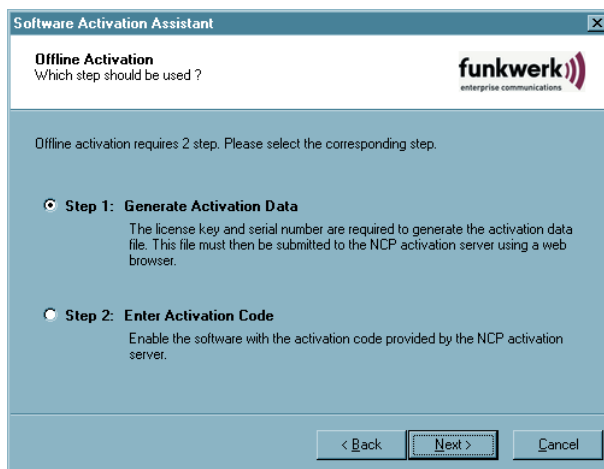 Software Activation Assistant
Offline Activation
Which step should be used ?
funkwerk
enterprise communications
Offline activation requires 2 step. Please select the corresponding step.
Step 1: Generate Activation Data
The license key and serial number are required to generate the activation data
file. This file must then be submitted to the NCP activation server using a web
browser.
Step 2: Enter Activation Code
Enable the software with the activation code provided by the NCP activation
server.
< Back
Next >
Cancel